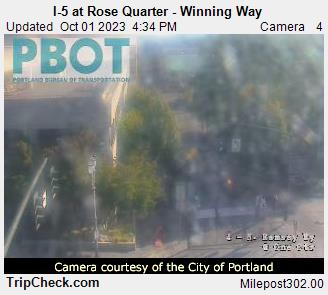 I-5 at Rose Quarter - Winning Way
Updated Oct 01 2023 4:34 PM Camera 4
PBOT
PORTLAND BUREAU OF TRANSPORTATION
Camera courtesy of the City of Portland
TripCheck.com Milepost302.00